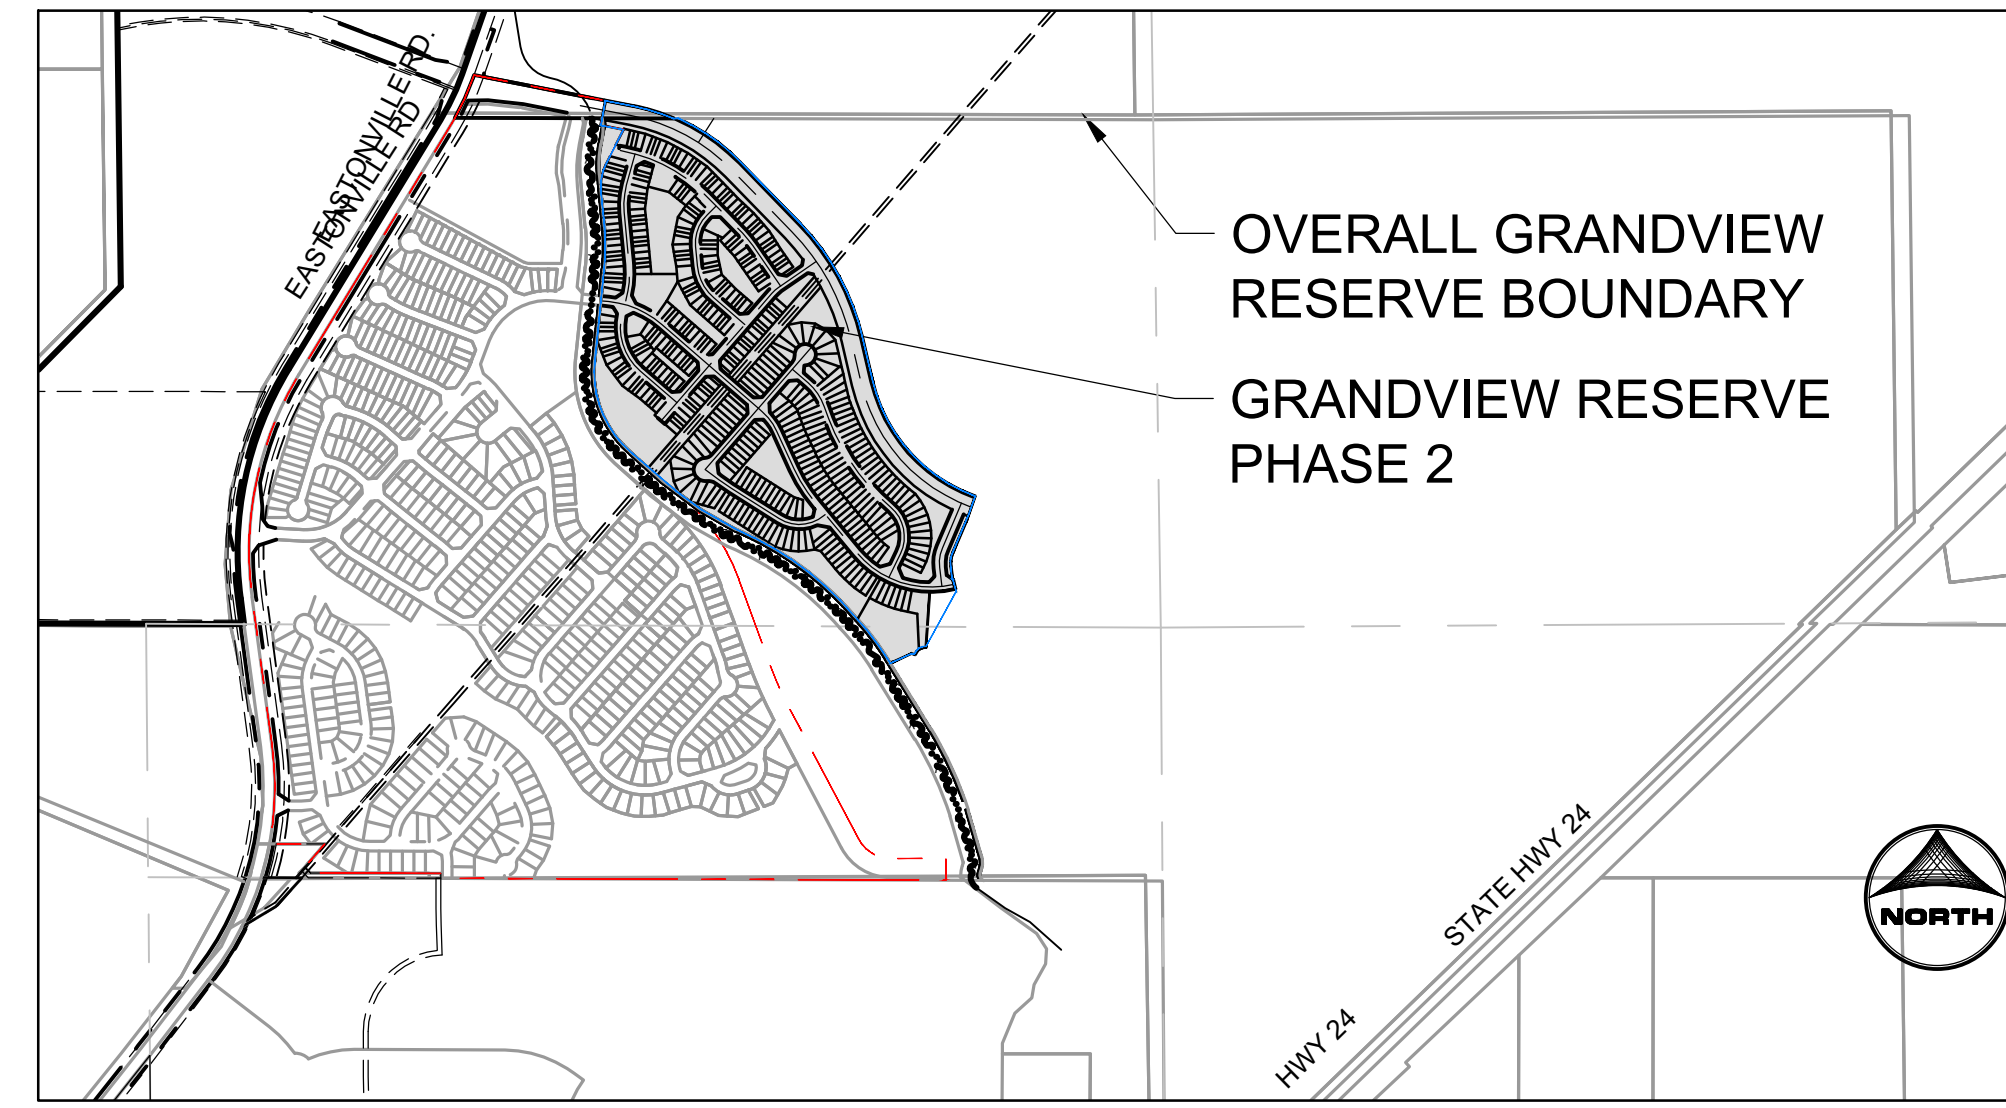 EASTONVILLE RD.
EASTONVILLE RD
OVERALL GRANDVIEW
RESERVE BOUNDARY
GRANDVIEW RESERVE
PHASE 2
STATE HWY 24
HWY 24
NORTH